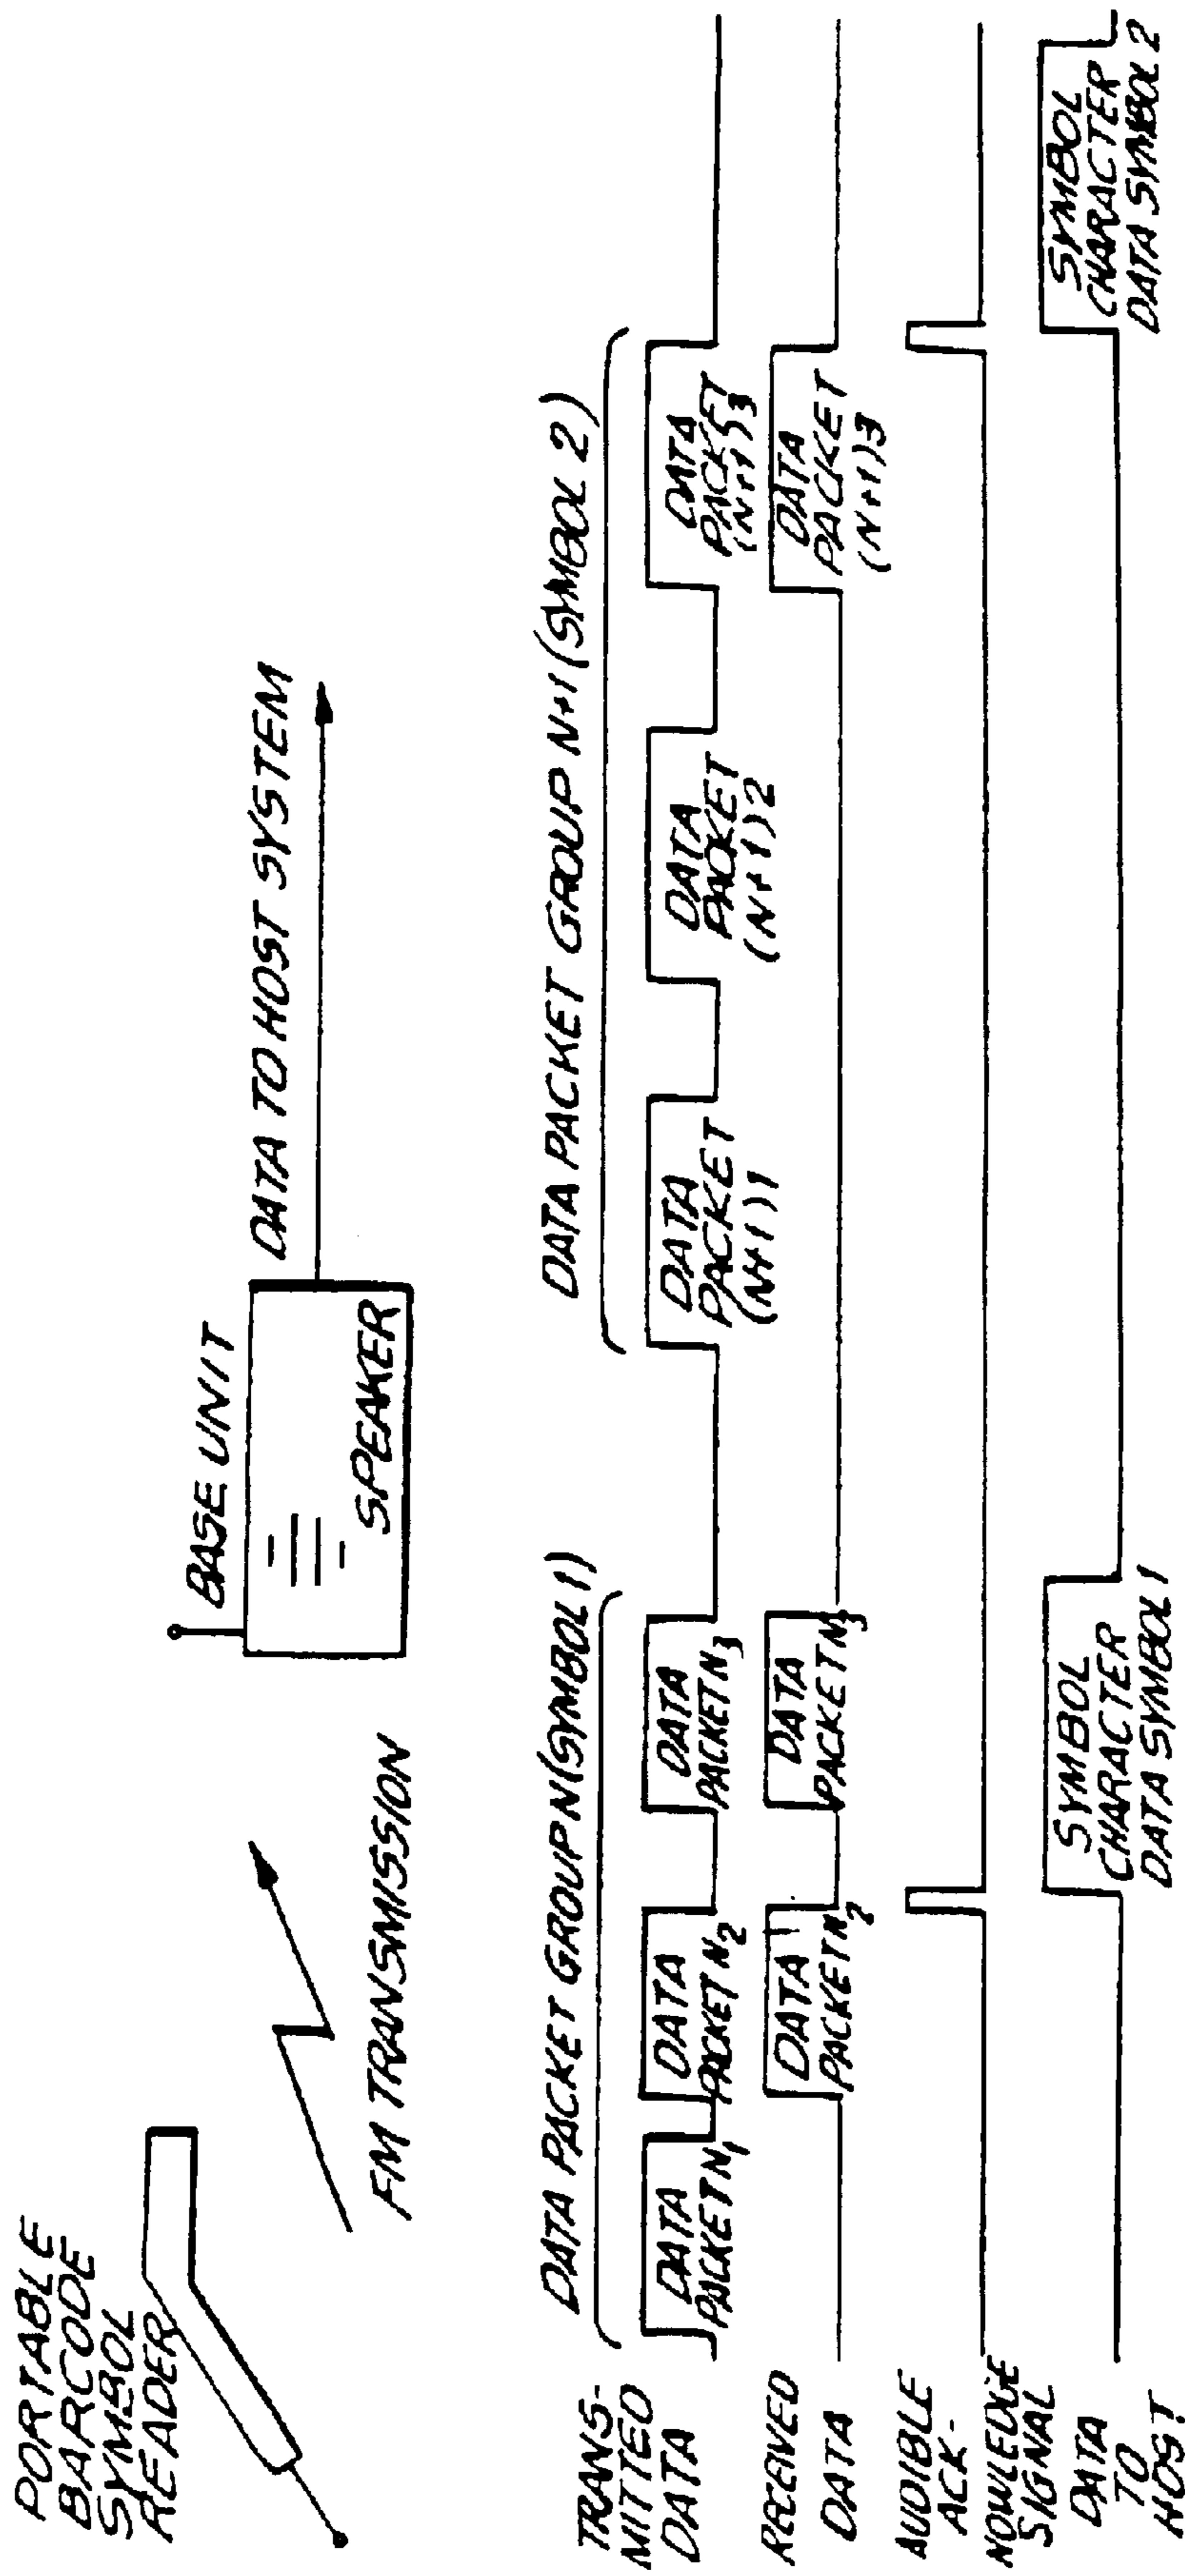 PORTABLE
BARCODE
SYMBOL
READER
FM TRANSMISSION
BASE UNIT
SPEAKER
DATA TO HOST SYSTEM
DATA PACKET GROUP N (SYMBOL 1)
DATA PACKET GROUP N+1 (SYMBOL 2)
TRANS-
MITTED
DATA
DATA
PACKET N1
DATA
PACKET N2
DATA
PACKET N3
DATA
PACKET
(N+1)1
DATA
PACKET
(N+1)2
DATA
PACKET
(N+1)3
RECEIVED
DATA
DATA
PACKET N2
DATA
PACKET N3
DATA
PACKET
(N+1)3
AUDIBLE
ACK-
NOWLEDGE
SIGNAL
DATA
TO
HOST
SYMBOL
CHARACTER
DATA SYMBOL 1
SYMBOL
CHARACTER
DATA SYMBOL 2